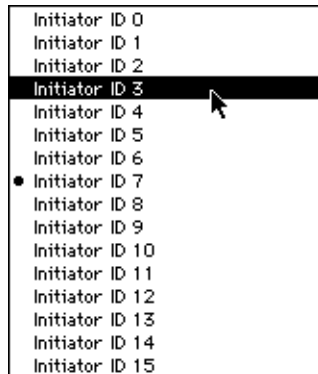 Initiator ID 0
Initiator ID 1
Initiator ID 2
Initiator ID 3
Initiator ID 4
Initiator ID 5
Initiator ID 6
Initiator ID 7
Initiator ID 8
Initiator ID 9
Initiator ID 10
Initiator ID 11
Initiator ID 12
Initiator ID 13
Initiator ID 14
Initiator ID 15